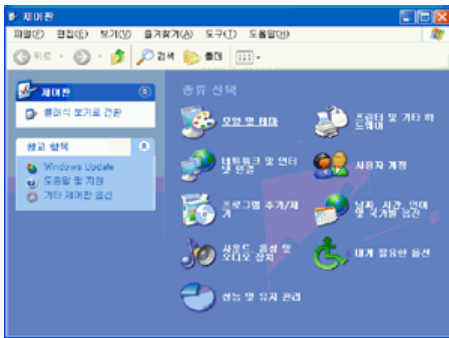 제어판
파일(F) 편집(E) 보기(V) 즐겨찾기(A) 도구(T) 도움말(H)
뒤로 검색 폴더
제어판
클래식 보기로 전환
참고 항목
Windows Update
도움말 및 지원
기타 제어판 옵션
종류 선택
모양 및 테마
프린터 및 기타 하
드웨어
네트워크 및 인터
넷 연결
사용자 계정
프로그램 추가/제
거
날짜, 시간, 언어
및 국가별 옵션
사운드, 음성 및
오디오 장치
내게 필요한 옵션
성능 및 유지 관리